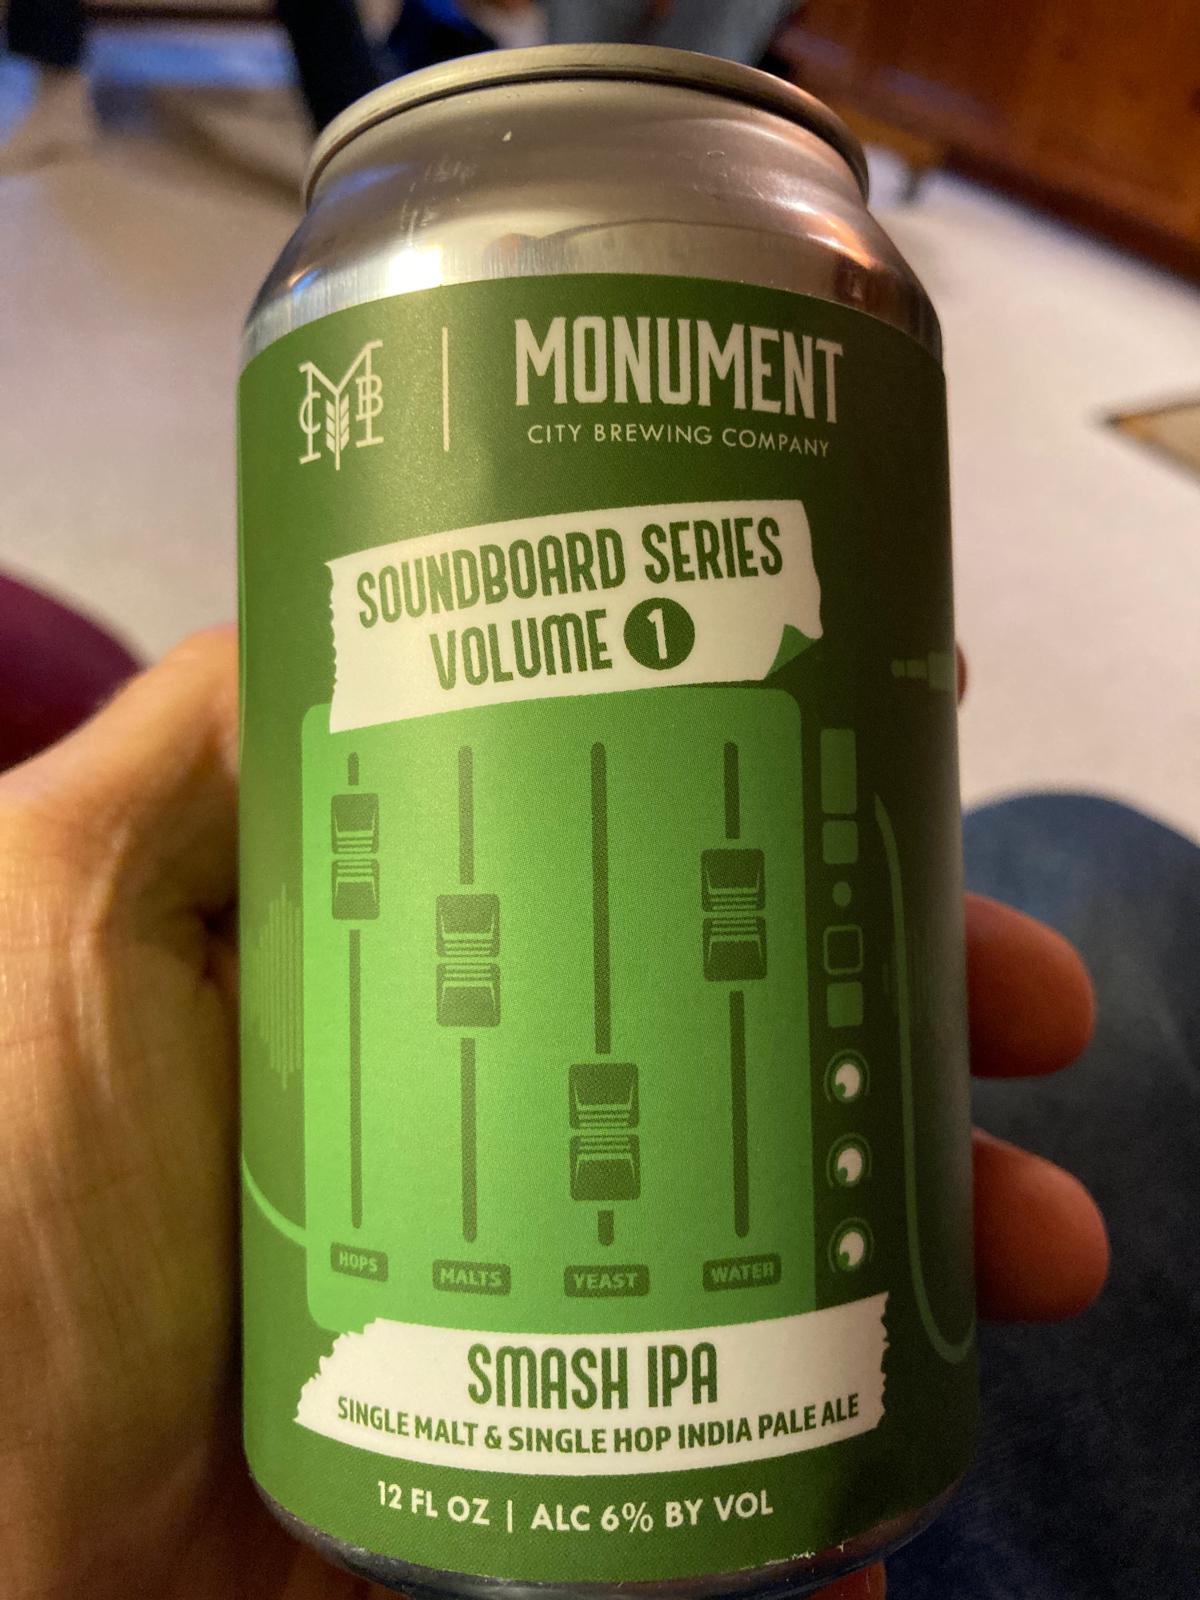 MCB
MONUMENT
CITY BREWING COMPANY
SOUNDBOARD SERIES
VOLUME 1
HOPS
MALTS
YEAST
WATER
SMASH IPA
SINGLE MALT & SINGLE HOP INDIA PALE ALE
12 FL OZ | ALC 6% BY VOL